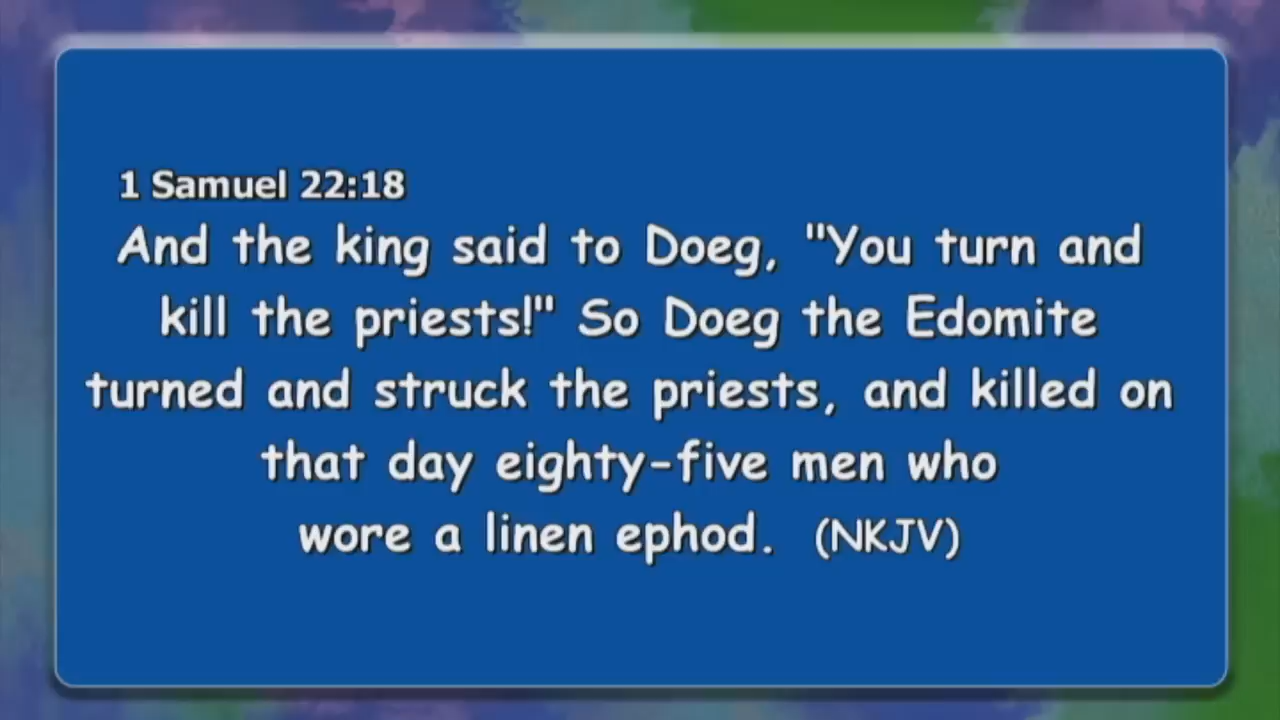 1 Samuel 22:18
And the king said to Doeg, "You turn and
kill the priests!" So Doeg the Edomite
turned and struck the priests, and killed on
that day eighty-five men who
wore a linen ephod. (NKJV)